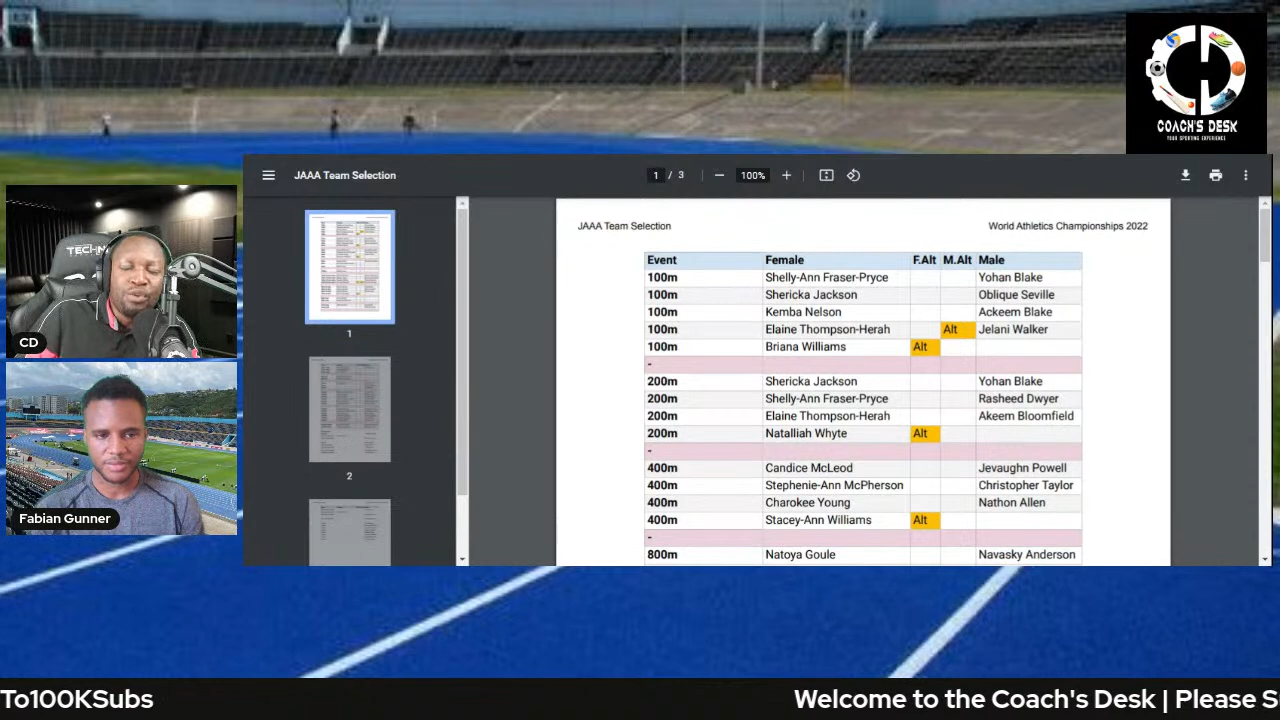 COACH'S DESK
YOUR SPORTING EXPERIENCE
JAAA Team Selection
1 / 3
100%
CD
Fabian Gunner
1
2
JAAA Team Selection World Athletics Championships 2022
Event Female F.Alt M.Alt Male
100m Shelly-Ann Fraser-Pryce Yohan Blake
100m Shericka Jackson Oblique Seville
100m Kemba Nelson Ackeem Blake
100m Elaine Thompson-Herah Alt Jelani Walker
100m Briana Williams Alt
-
200m Shericka Jackson Yohan Blake
200m Shelly-Ann Fraser-Pryce Rasheed Dwyer
200m Elaine Thompson-Herah Akeem Bloomfield
200m Natalliah Whyte Alt
-
400m Candice McLeod Jevaughn Powell
400m Stephenie-Ann McPherson Christopher Taylor
400m Charokee Young Nathon Allen
400m Stacey-Ann Williams Alt
-
800m Natoya Goule Navasky Anderson
To100KSubs
Welcome to the Coach's Desk | Please S